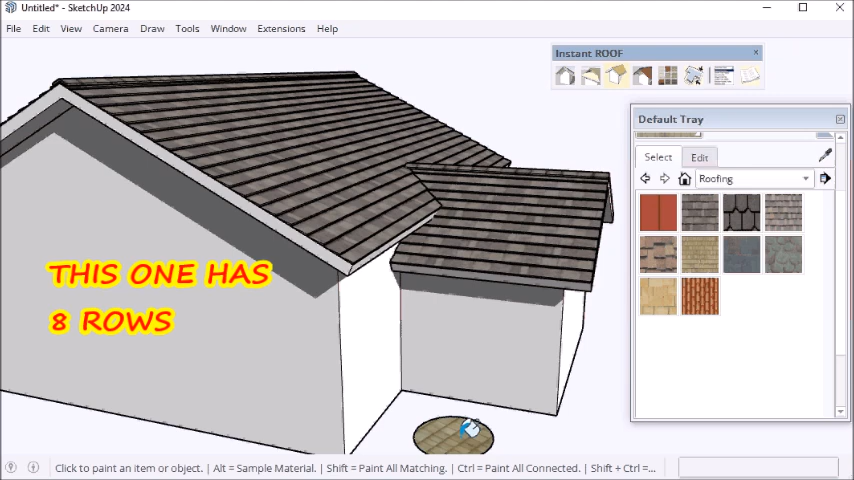 Untitled* - SketchUp 2024
File Edit View Camera Draw Tools Window Extensions Help
Instant ROOF
Default Tray
Select Edit
Roofing
THIS ONE HAS
8 ROWS
Click to paint an item or object. | Alt = Sample Material. | Shift = Paint All Matching. | Ctrl = Paint All Connected. | Shift + Ctrl =...